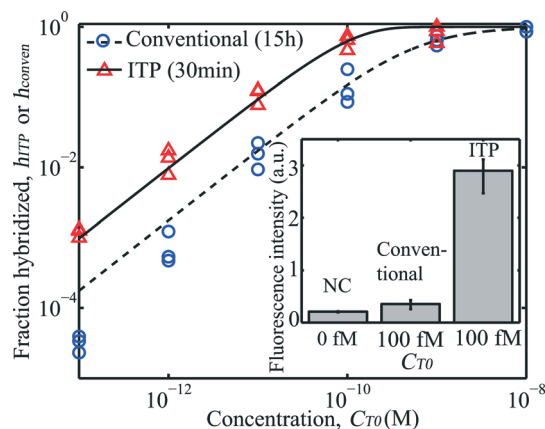 Fraction hybridized, hITP or hconven
10⁰
10⁻²
10⁻⁴
Conventional (15h)
ITP (30min)
Fluorescence intensity (a.u.)
3
2
1
0
ITP
Conven-
tional
NC
0 fM
100 fM
100 fM
CT0
10⁻¹²
10⁻¹⁰
10⁻⁸
Concentration, CT0 (M)